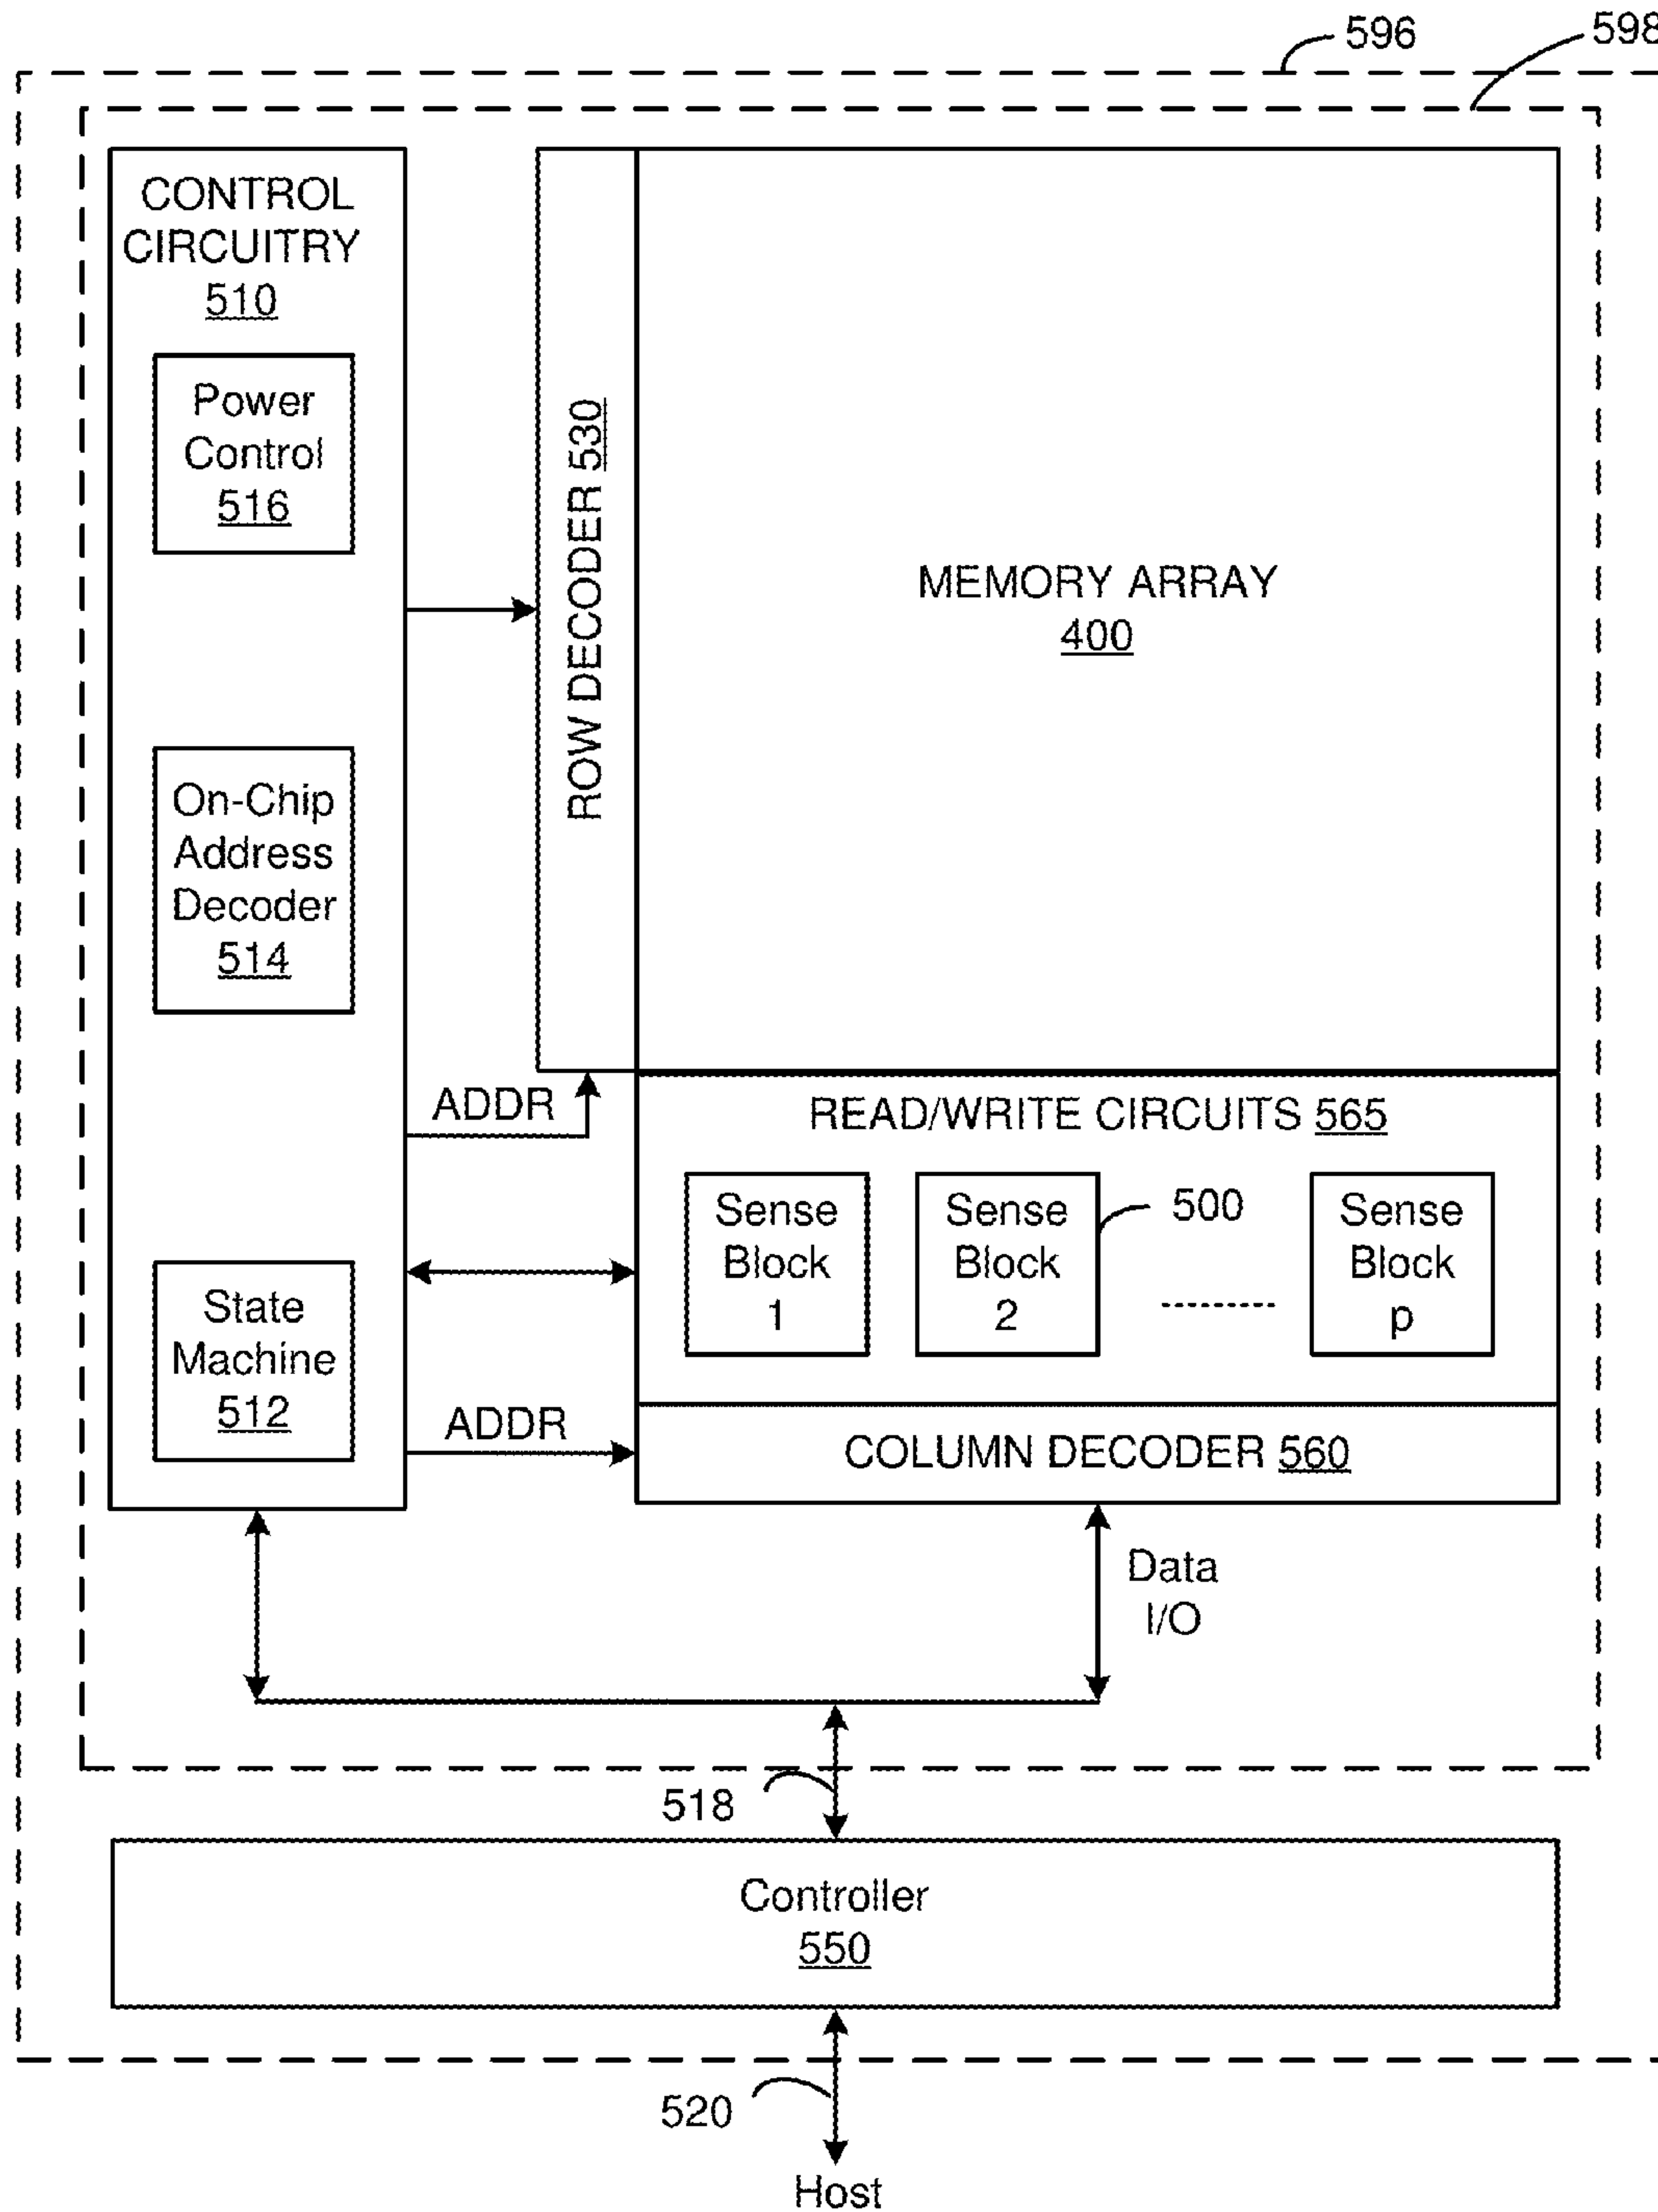 596
598
CONTROL
CIRCUITRY
510
Power
Control
516
On-Chip
Address
Decoder
514
State
Machine
512
ROW DECODER 530
MEMORY ARRAY
400
ADDR
READ/WRITE CIRCUITS 565
Sense
Block
1
Sense
Block
2
500
Sense
Block
p
ADDR
COLUMN DECODER 560
Data
I/O
518
Controller
550
520
Host